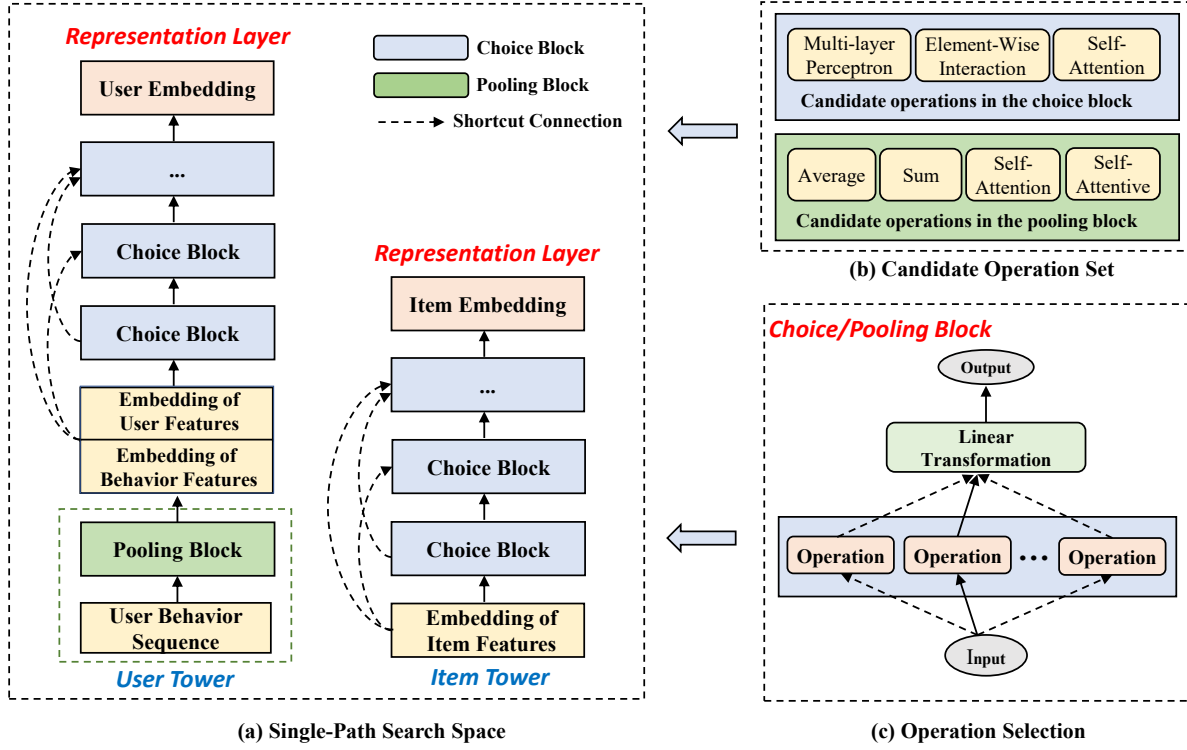 Representation Layer
User Embedding
...
Choice Block
Choice Block
Embedding of
User Features
Embedding of
Behavior Features
Pooling Block
User Behavior
Sequence
User Tower
Choice Block
Pooling Block
Shortcut Connection
Representation Layer
Item Embedding
...
Choice Block
Choice Block
Embedding of
Item Features
Item Tower
(a) Single-Path Search Space
Multi-layer
Perceptron
Element-Wise
Interaction
Self-
Attention
Candidate operations in the choice block
Average
Sum
Self-
Attention
Self-
Attentive
Candidate operations in the pooling block
(b) Candidate Operation Set
Choice/Pooling Block
Output
Linear
Transformation
Operation
Operation
...
Operation
Input
(c) Operation Selection